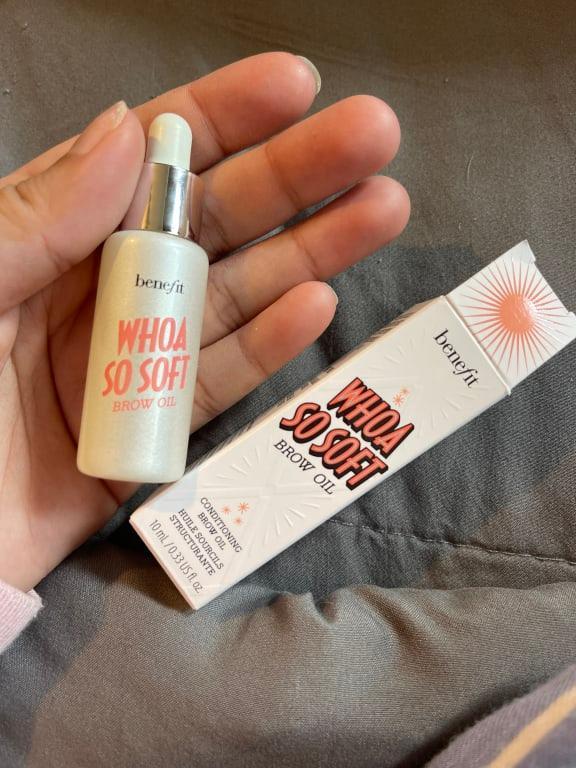 benefit
WHOA
SO SOFT
BROW OIL
benefit
WHOA
SO SOFT
BROW OIL
CONDITIONING
BROW OIL
HUILE SOURCILS
STRUCTURANTE
10 mL / 0.33 US fl. oz.